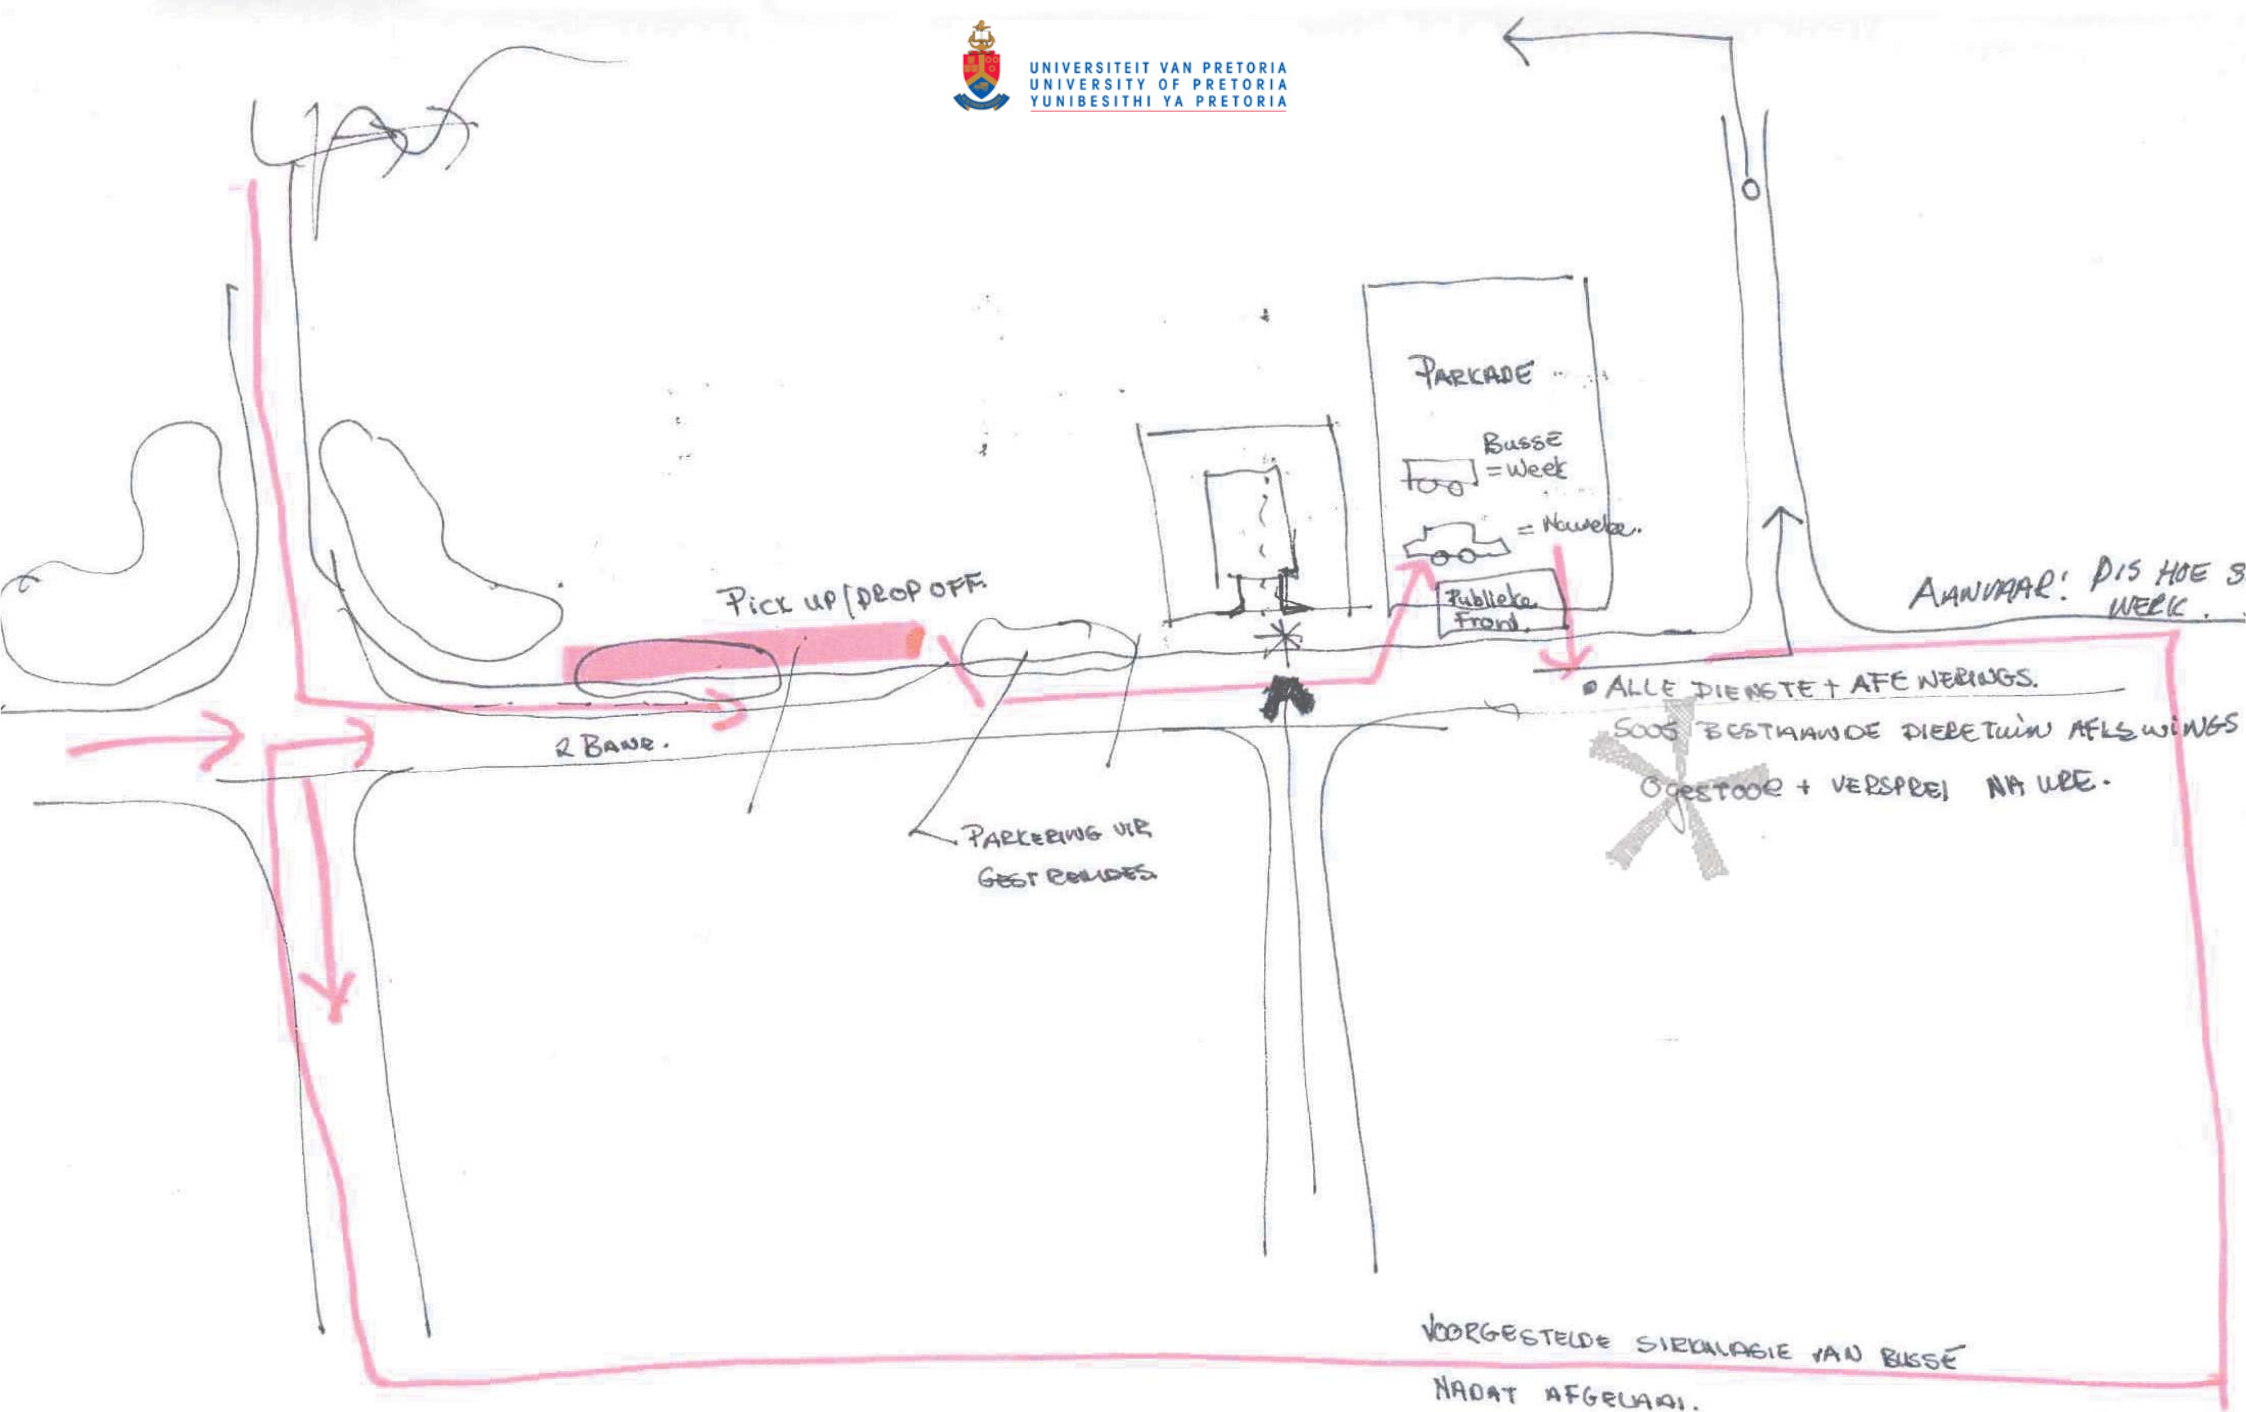 UNIVERSITEIT VAN PRETORIA
UNIVERSITY OF PRETORIA
YUNIBESITHI YA PRETORIA
PARKADE
BUSSE
= Week
= Naweke.
Publieke
Front.
Pick UP/DROP OFF.
AANVAAR! DIS HOE
WERK.
• ALLE DIENSTE + AFLEWERINGS.
SOOS BESTAANDE DIERETUIN AFLEWINGS
GESTOOR + VERSPREI NA URE.
2 BANE.
PARKERING VIR
GESTREMDES.
VOORGESTELDE SIRKULASIE VAN BUSSE
NADAT AFGELAAI.